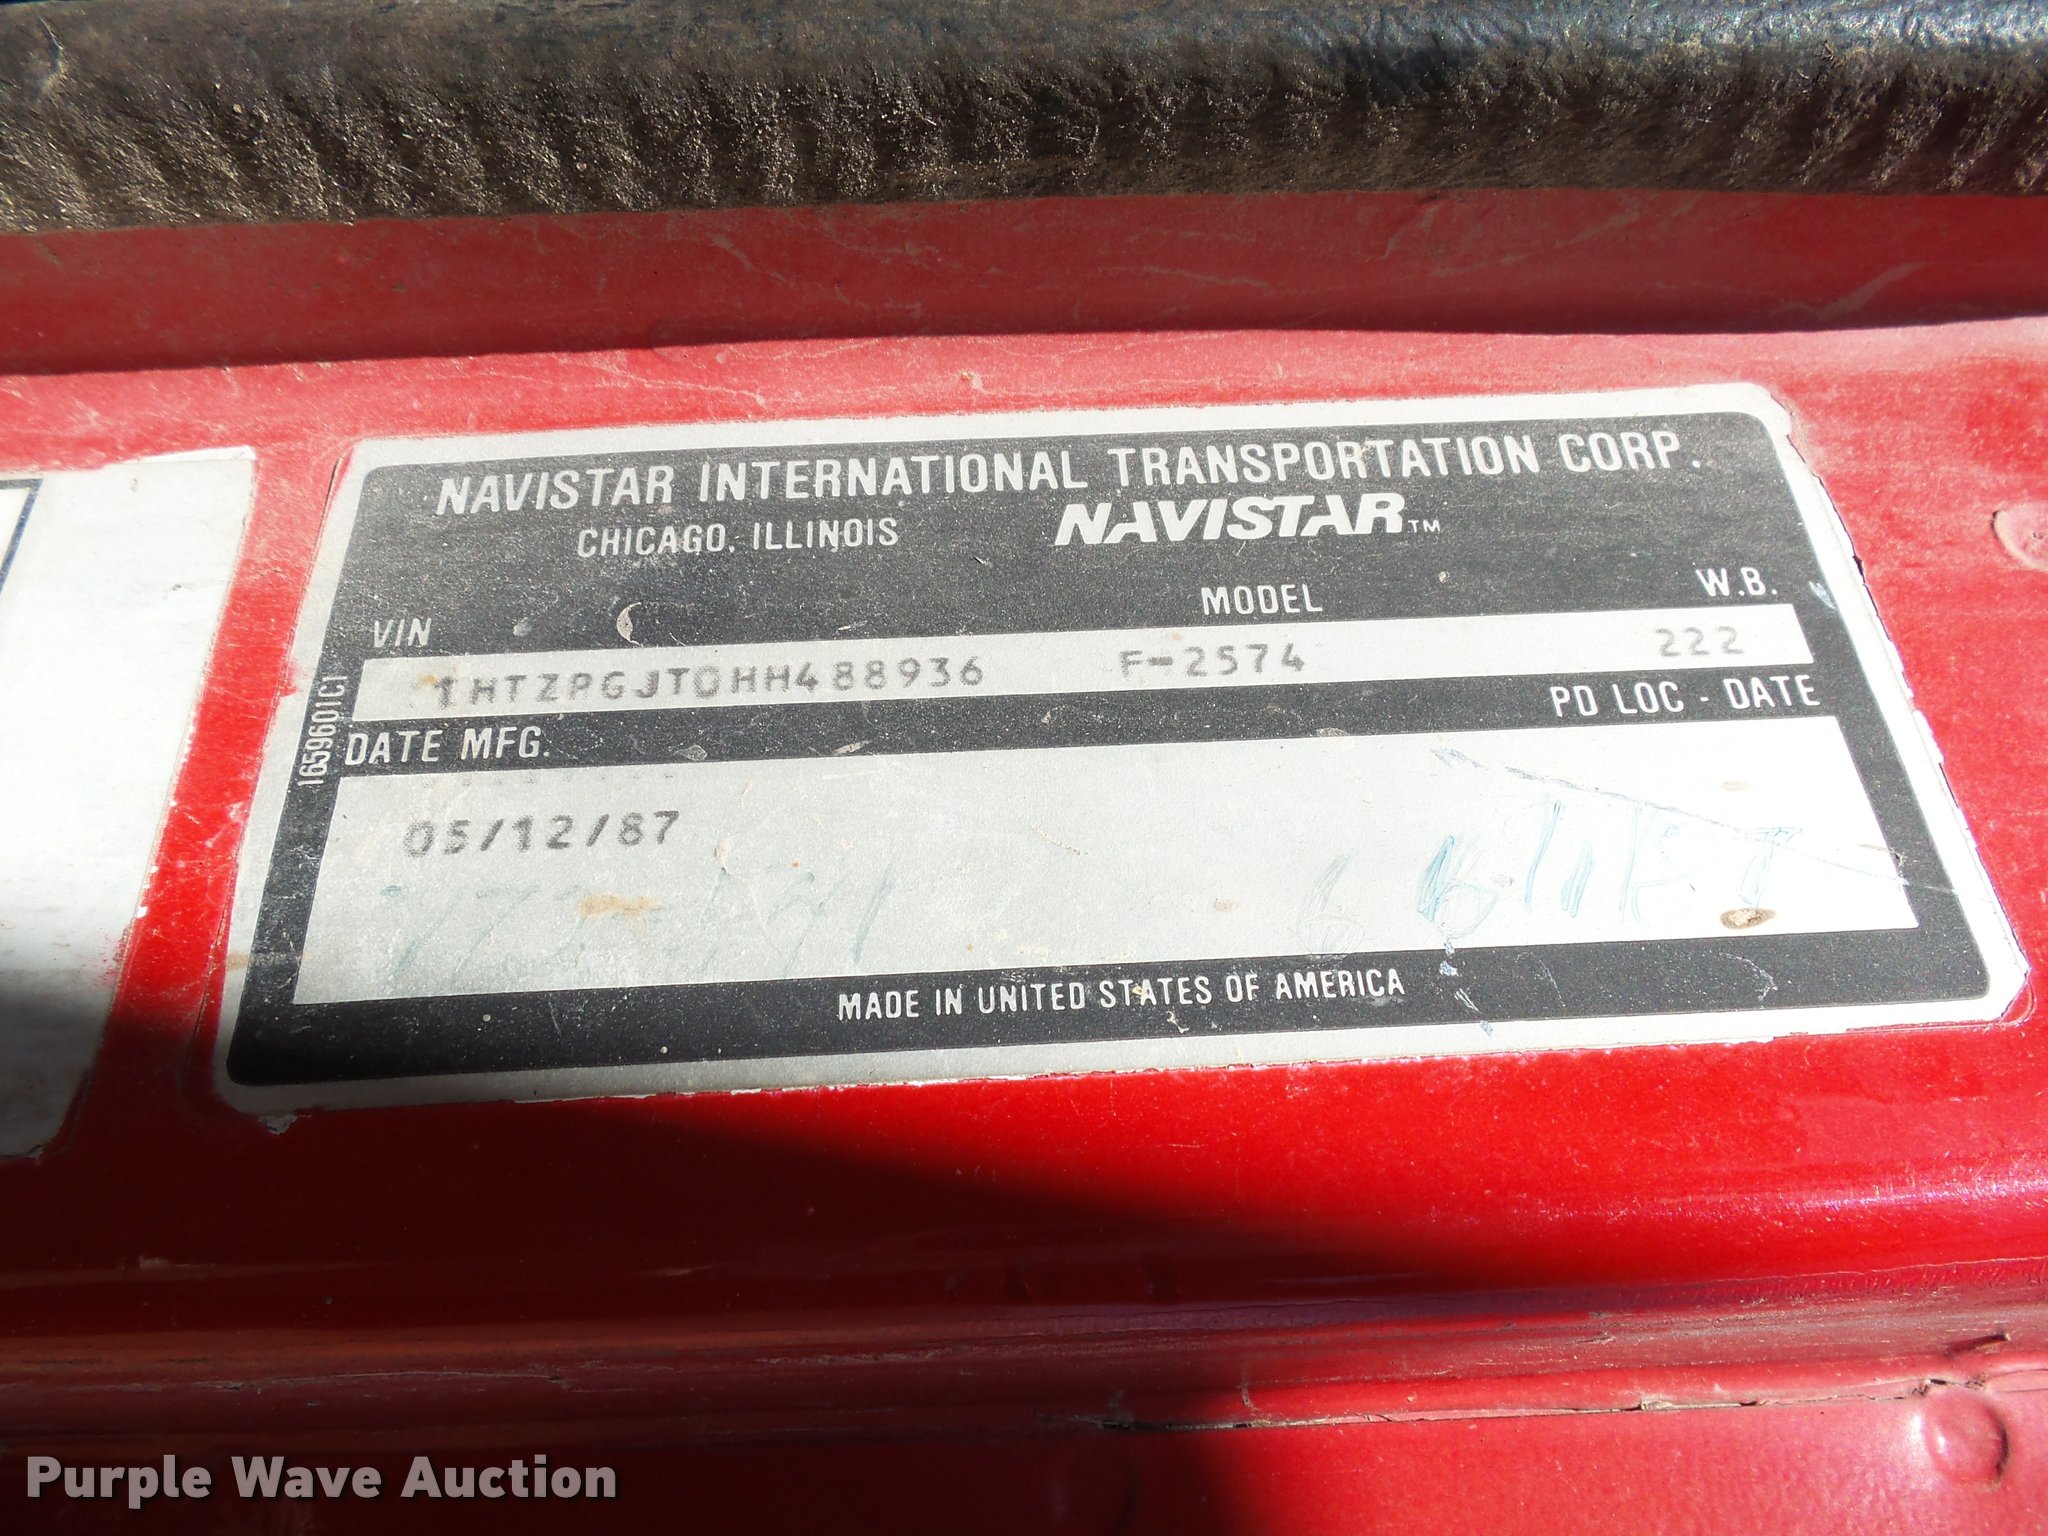 NAVISTAR INTERNATIONAL TRANSPORTATION CORP.
CHICAGO, ILLINOIS NAVISTAR™
VIN MODEL W.B.
1HTZPGJT0HH488936 F-2574 222
DATE MFG. PD LOC - DATE
05/12/87
MADE IN UNITED STATES OF AMERICA
1659601C1
Purple Wave Auction